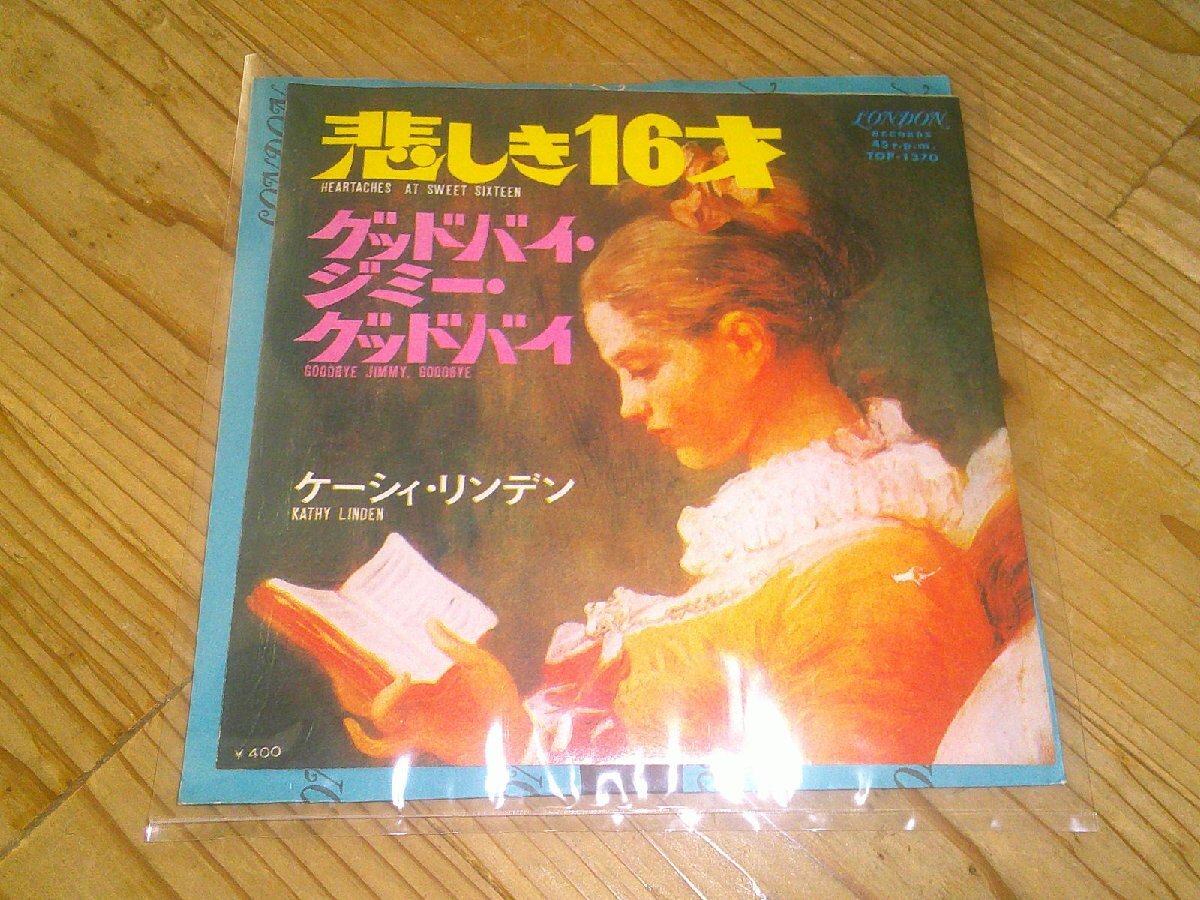 悲しき16才
HEARTACHES AT SWEET SIXTEEN
グッドバイ・
ジミー・
グッドバイ
GOODBYE JIMMY, GOODBYE
ケーシィ・リンデン
KATHY LINDEN
LONDON
RECORDS
45 r.p.m.
TOP-1370
¥400